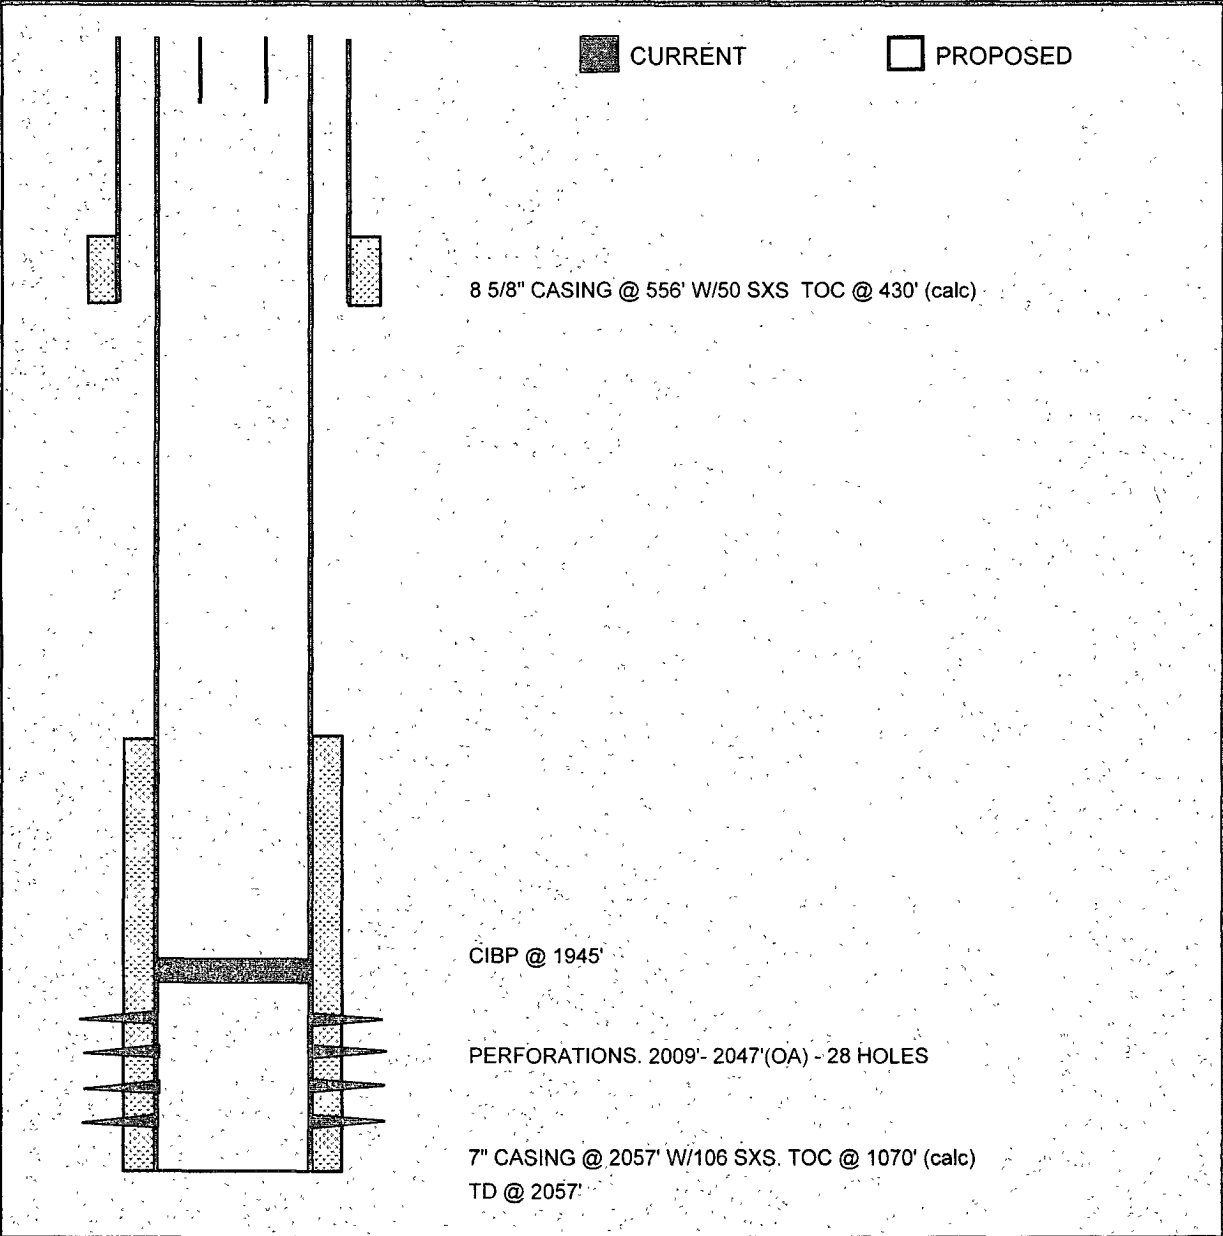 CURRENT
PROPOSED
8 5/8" CASING @ 556' W/50 SXS TOC @ 430' (calc)
CIBP @ 1945'
PERFORATIONS. 2009'- 2047'(OA) - 28 HOLES
7" CASING @ 2057' W/106 SXS. TOC @ 1070' (calc)
TD @ 2057'